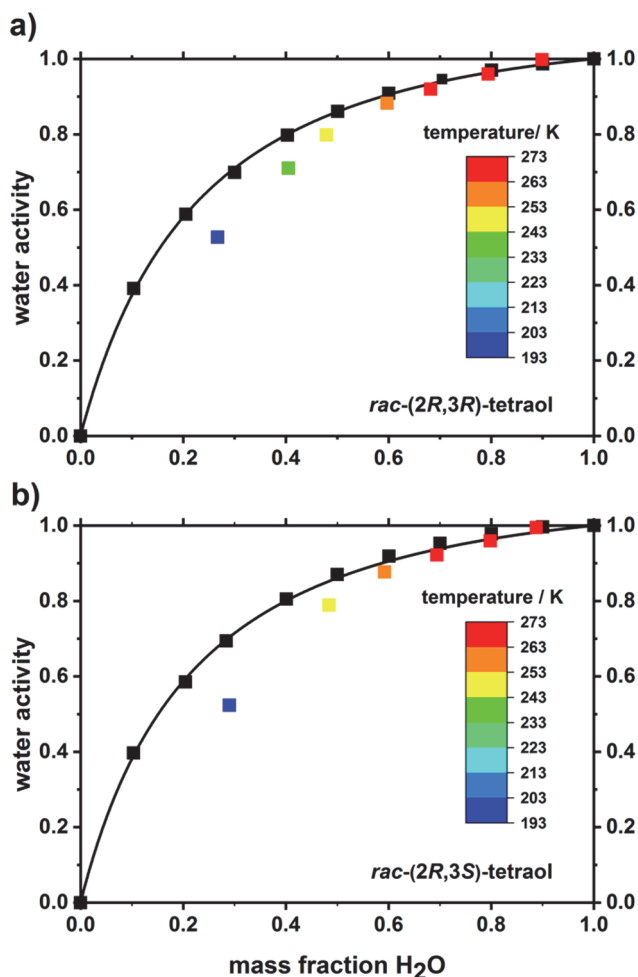 a)
1.0 1.0
0.8 0.8
0.6 0.6
0.4 0.4
0.2 0.2
0.0 0.0
water activity
temperature/ K
273
263
253
243
233
223
213
203
193
rac-(2R,3R)-tetraol
0.0 0.2 0.4 0.6 0.8 1.0
b)
1.0 1.0
0.8 0.8
0.6 0.6
0.4 0.4
0.2 0.2
0.0 0.0
water activity
temperature / K
273
263
253
243
233
223
213
203
193
rac-(2R,3S)-tetraol
0.0 0.2 0.4 0.6 0.8 1.0
mass fraction H₂O